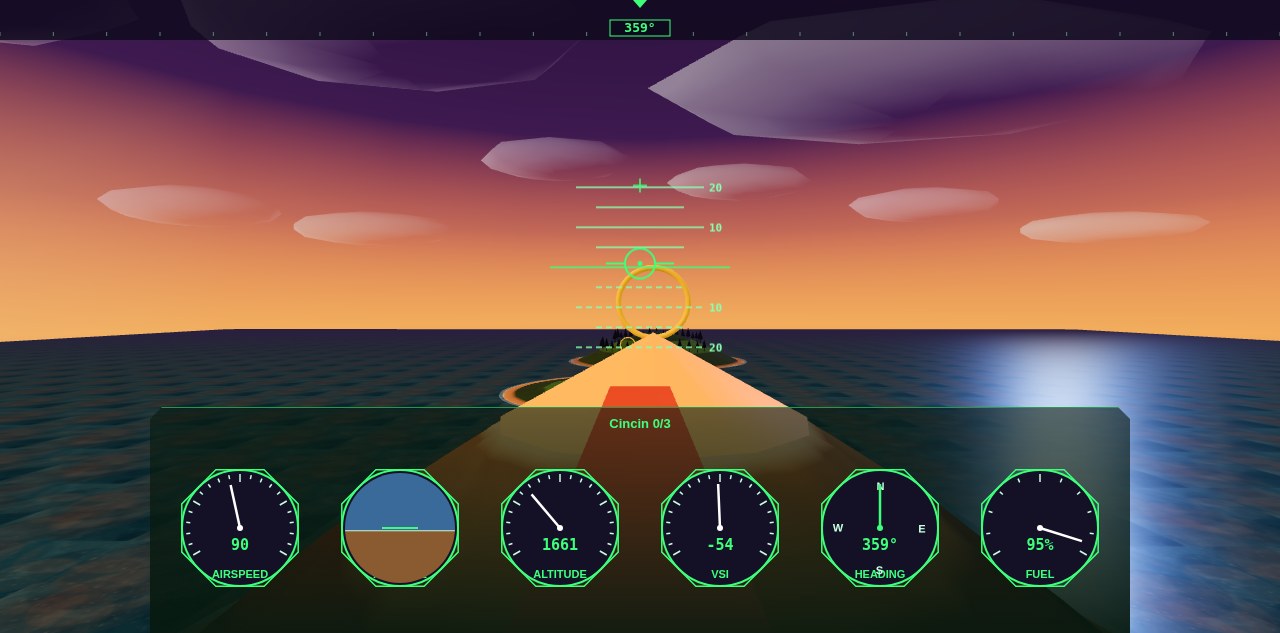 359°
20
10
10
20
Cincin 0/3
90
AIRSPEED
1661
ALTITUDE
-54
VSI
N
W E
359°
S
HEADING
95%
FUEL